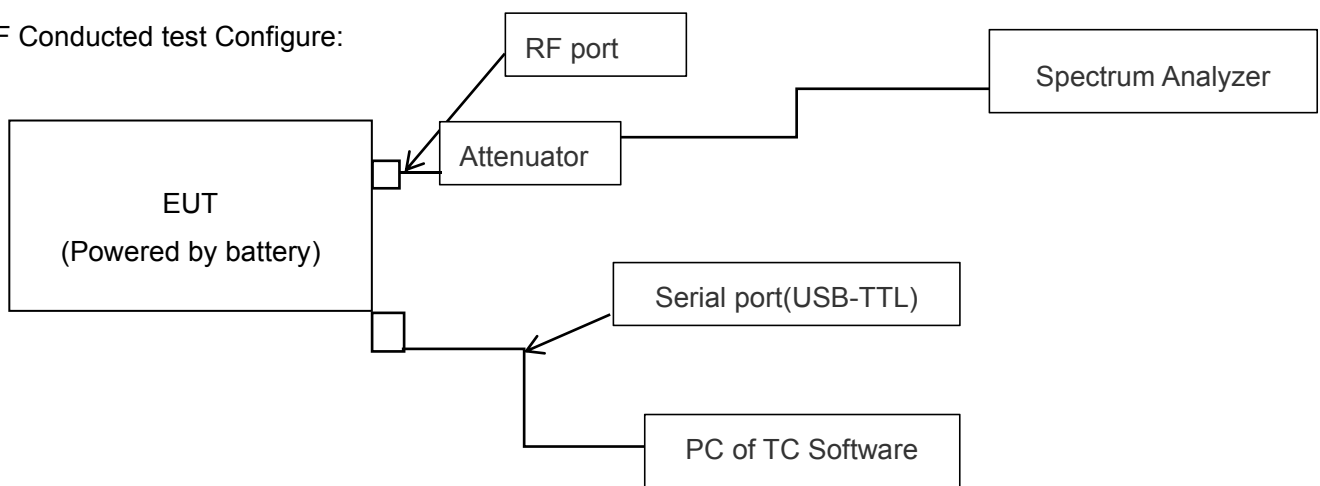 F Conducted test Configure:
RF port
Spectrum Analyzer
Attenuator
EUT
(Powered by battery)
Serial port(USB-TTL)
PC of TC Software